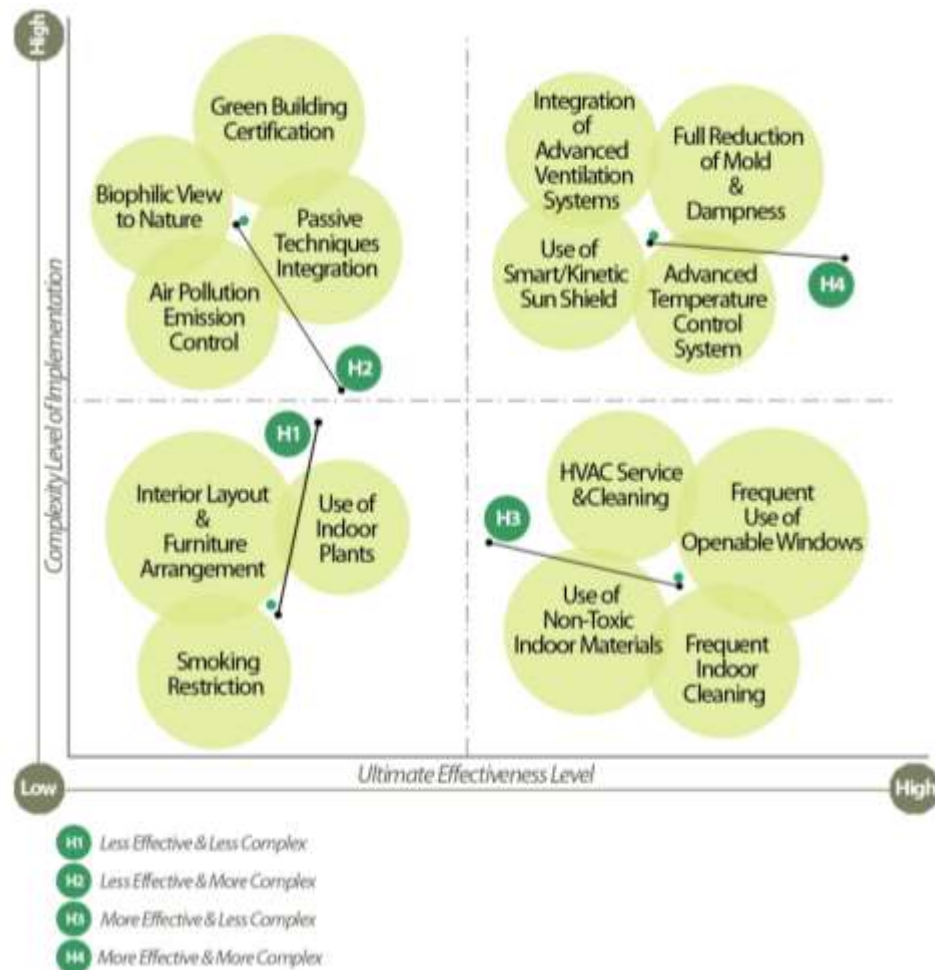 High
Green Building
Certification
Biophilic View
to Nature
Passive
Techniques
Integration
Air Pollution
Emission
Control
H2
Integration
of
Advanced
Ventilation
Systems
Full Reduction
of Mold
&
Dampness
Use of
Smart/Kinetic
Sun Shield
Advanced
Temperature
Control
System
H4
Complexity Level of Implementation
H1
Interior Layout
&
Furniture
Arrangement
Use of
Indoor
Plants
Smoking
Restriction
HVAC Service
&Cleaning
H3
Frequent
Use of
Openable Windows
Use of
Non-Toxic
Indoor Materials
Frequent
Indoor
Cleaning
Low
Ultimate Effectiveness Level
High
H1 Less Effective & Less Complex
H2 Less Effective & More Complex
H3 More Effective & Less Complex
H4 More Effective & More Complex